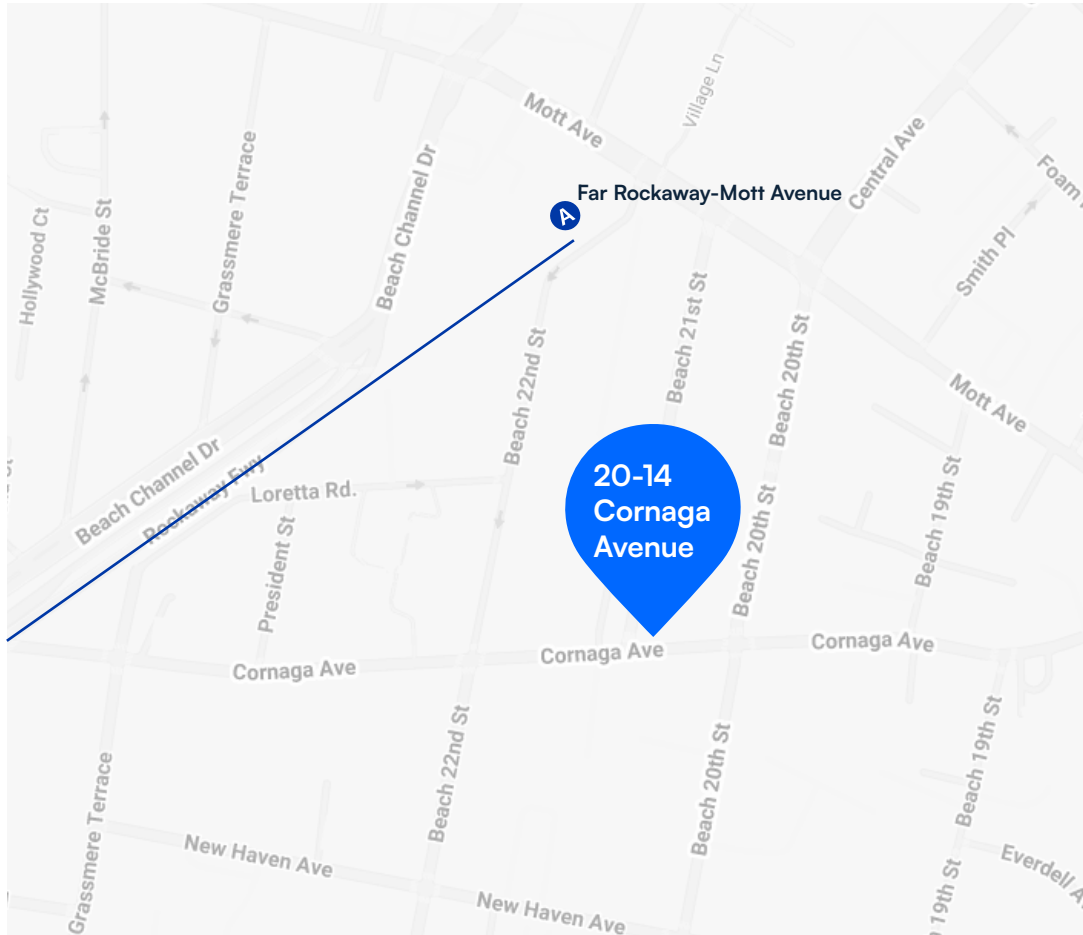 Village Ln
Mott Ave
Central Ave
Foam
Far Rockaway-Mott Avenue
A
Hollywood Ct
McBride St
Grassmere Terrace
Beach Channel Dr
Smith Pl
Beach 21st St
Beach 20th St
Beach 22nd St
Mott Ave
20-14
Cornaga
Avenue
Beach Channel Dr
Rockaway Fwy
Loretta Rd.
President St
Beach 20th St
Beach 19th St
Cornaga Ave
Cornaga Ave
Cornaga Ave
Beach 22nd St
Beach 20th St
Beach 19th St
Grassmere Terrace
New Haven Ave
New Haven Ave
Everdell A
19th St